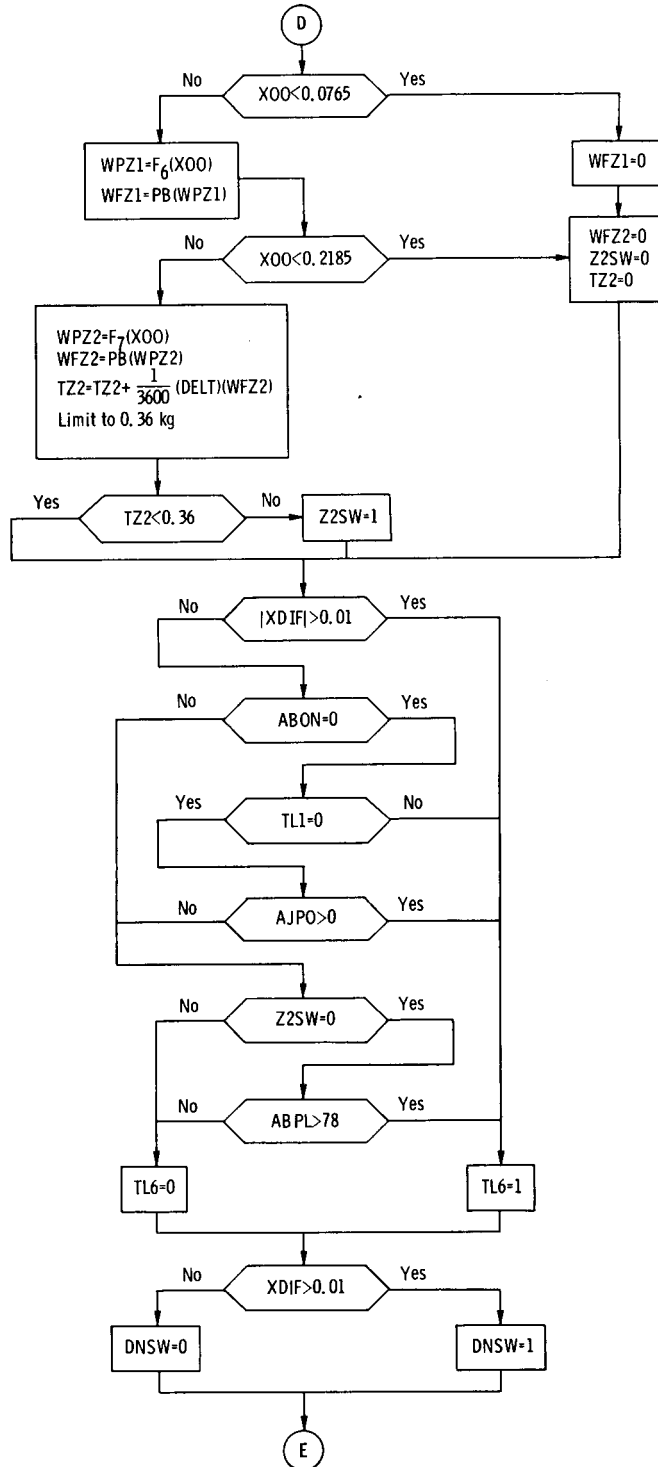 D
No
Yes
XOO<0.0765
WPZ1=F6(XOO)
WFZ1=PB(WPZ1)
WFZ1=0
No
Yes
XOO<0.2185
WFZ2=0
Z2SW=0
TZ2=0
WPZ2=F7(XOO)
WFZ2=PB(WPZ2)
TZ2=TZ2+ 1/3600 (DELT)(WFZ2)
Limit to 0.36 kg
Yes
TZ2<0.36
No
Z2SW=1
No
|XDIF|>0.01
Yes
No
ABON=0
Yes
Yes
TL1=0
No
No
AJPO>0
Yes
No
Z2SW=0
Yes
No
ABPL>78
Yes
TL6=0
TL6=1
No
XDIF>0.01
Yes
DNSW=0
DNSW=1
E